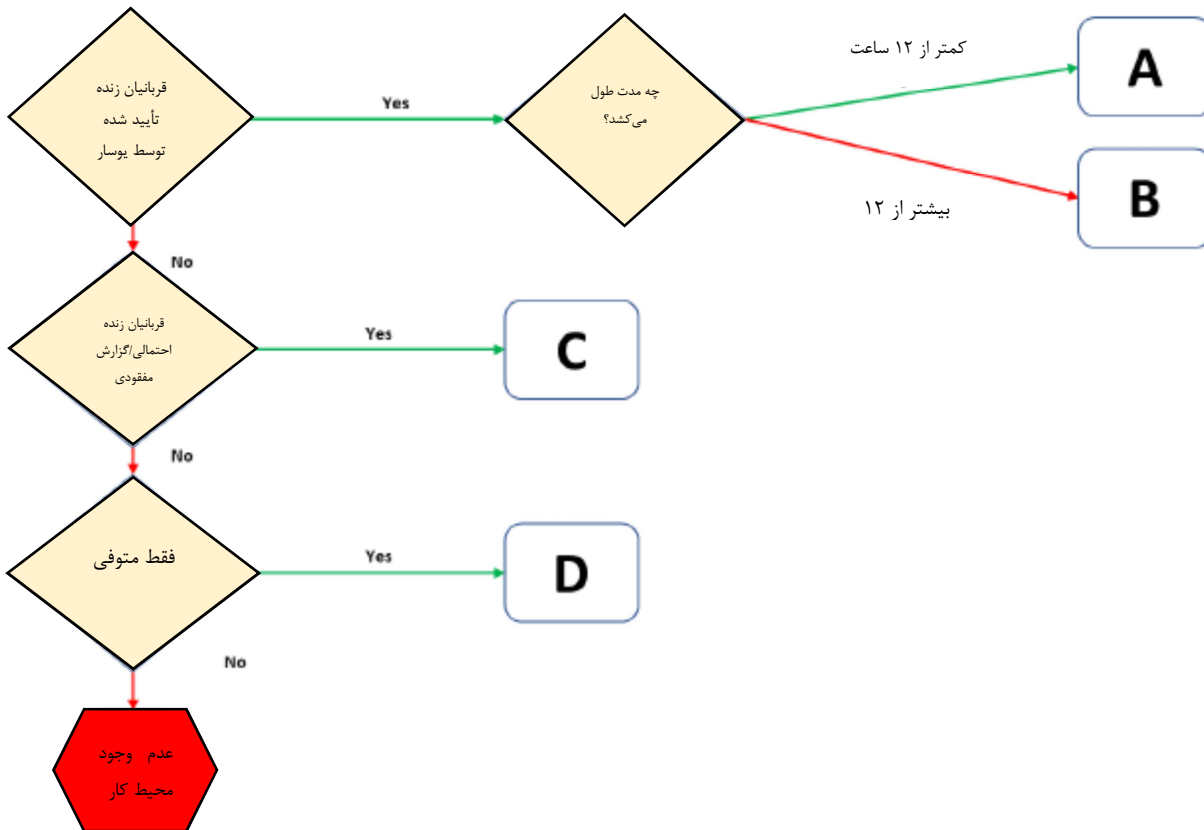 قربانیان زنده
تأیید شده
توسط یوسار
Yes
چه مدت طول
می‌کشد؟
کمتر از ۱۲ ساعت
A
بیشتر از ۱۲
B
No
قربانیان زنده
احتمالی/گزارش
مفقودی
Yes
C
No
فقط متوفی
Yes
D
No
عدم وجود
محیط کار